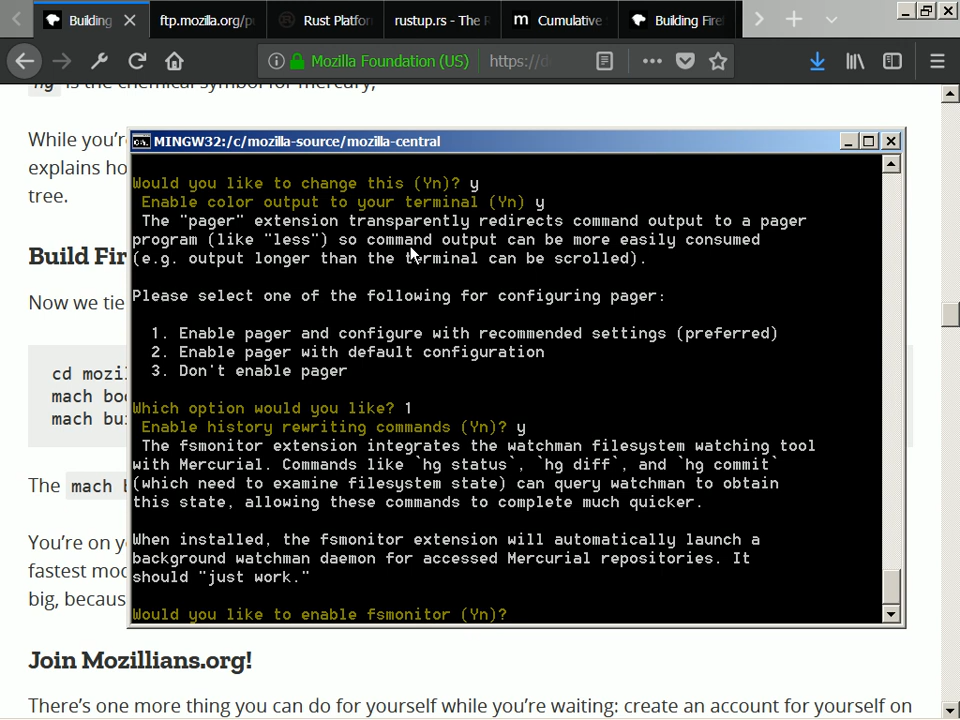 Building
ftp.mozilla.org/p
Rust Platfor
rustup.rs - The R
Cumulative
Building Fire
Mozilla Foundation (US)
https://d
hg is the chemical symbol for mercury,
While you're
explains ho
tree.
Build Fir
Now we tie
cd mozil
mach boo
mach bui
The mach b
You're on y
fastest mod
big, becaus
MINGW32:/c/mozilla-source/mozilla-central
Would you like to change this (Yn)? y
Enable color output to your terminal (Yn) y
The "pager" extension transparently redirects command output to a pager
program (like "less") so command output can be more easily consumed
(e.g. output longer than the terminal can be scrolled).
Please select one of the following for configuring pager:
1. Enable pager and configure with recommended settings (preferred)
2. Enable pager with default configuration
3. Don't enable pager
Which option would you like? 1
Enable history rewriting commands (Yn)? y
The fsmonitor extension integrates the watchman filesystem watching tool
with Mercurial. Commands like `hg status`, `hg diff`, and `hg commit`
(which need to examine filesystem state) can query watchman to obtain
this state, allowing these commands to complete much quicker.
When installed, the fsmonitor extension will automatically launch a
background watchman daemon for accessed Mercurial repositories. It
should "just work."
Would you like to enable fsmonitor (Yn)?
Join Mozillians.org!
There's one more thing you can do for yourself while you're waiting: create an account for yourself on